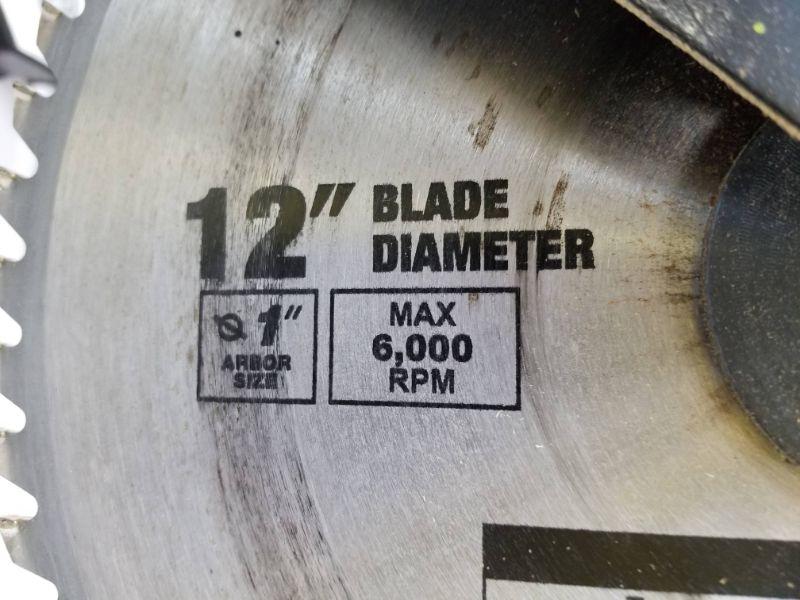 12" BLADE
DIAMETER
Ø 1"
ARBOR
SIZE
MAX
6,000
RPM